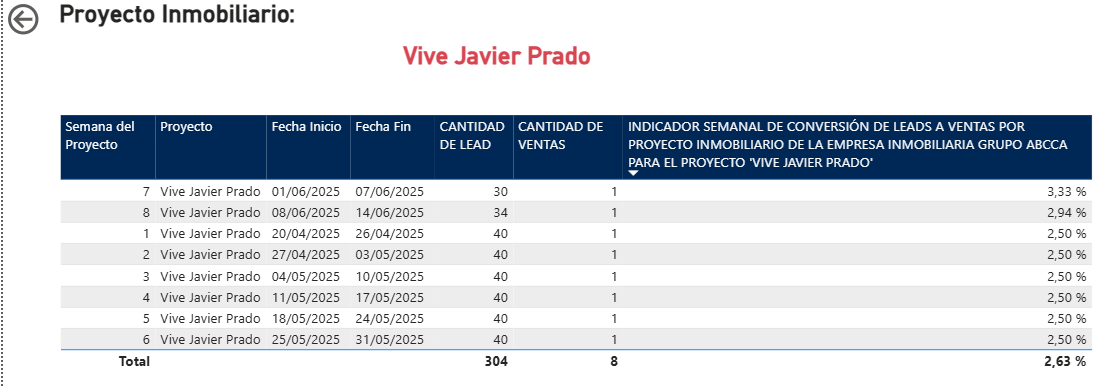 Proyecto Inmobiliario:
Vive Javier Prado
Semana del Proyecto Proyecto Fecha Inicio Fecha Fin CANTIDAD DE LEAD CANTIDAD DE VENTAS INDICADOR SEMANAL DE CONVERSIÓN DE LEADS A VENTAS POR PROYECTO INMOBILIARIO DE LA EMPRESA INMOBILIARIA GRUPO ABCCA PARA EL PROYECTO 'VIVE JAVIER PRADO'
7 Vive Javier Prado 01/06/2025 07/06/2025 30 1 3,33 %
8 Vive Javier Prado 08/06/2025 14/06/2025 34 1 2,94 %
1 Vive Javier Prado 20/04/2025 26/04/2025 40 1 2,50 %
2 Vive Javier Prado 27/04/2025 03/05/2025 40 1 2,50 %
3 Vive Javier Prado 04/05/2025 10/05/2025 40 1 2,50 %
4 Vive Javier Prado 11/05/2025 17/05/2025 40 1 2,50 %
5 Vive Javier Prado 18/05/2025 24/05/2025 40 1 2,50 %
6 Vive Javier Prado 25/05/2025 31/05/2025 40 1 2,50 %
Total 304 8 2,63 %